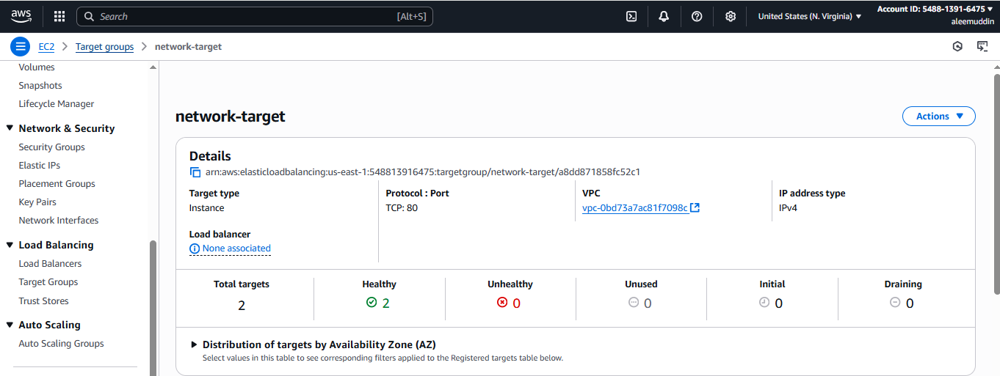 aws
Search [Alt+S]
United States (N. Virginia)
Account ID: 5488-1391-6475
aleemuddin
EC2 > Target groups > network-target
Volumes
Snapshots
Lifecycle Manager
Network & Security
Security Groups
Elastic IPs
Placement Groups
Key Pairs
Network Interfaces
Load Balancing
Load Balancers
Target Groups
Trust Stores
Auto Scaling
Auto Scaling Groups
network-target
Actions
Details
arn:aws:elasticloadbalancing:us-east-1:548813916475:targetgroup/network-target/a8dd871858fc52c1
Target type
Instance
Protocol : Port
TCP: 80
VPC
vpc-0bd73a7ac81f7098c
IP address type
IPv4
Load balancer
None associated
Total targets
2
Healthy
2
Unhealthy
0
Unused
0
Initial
0
Draining
0
Distribution of targets by Availability Zone (AZ)
Select values in this table to see corresponding filters applied to the Registered targets table below.